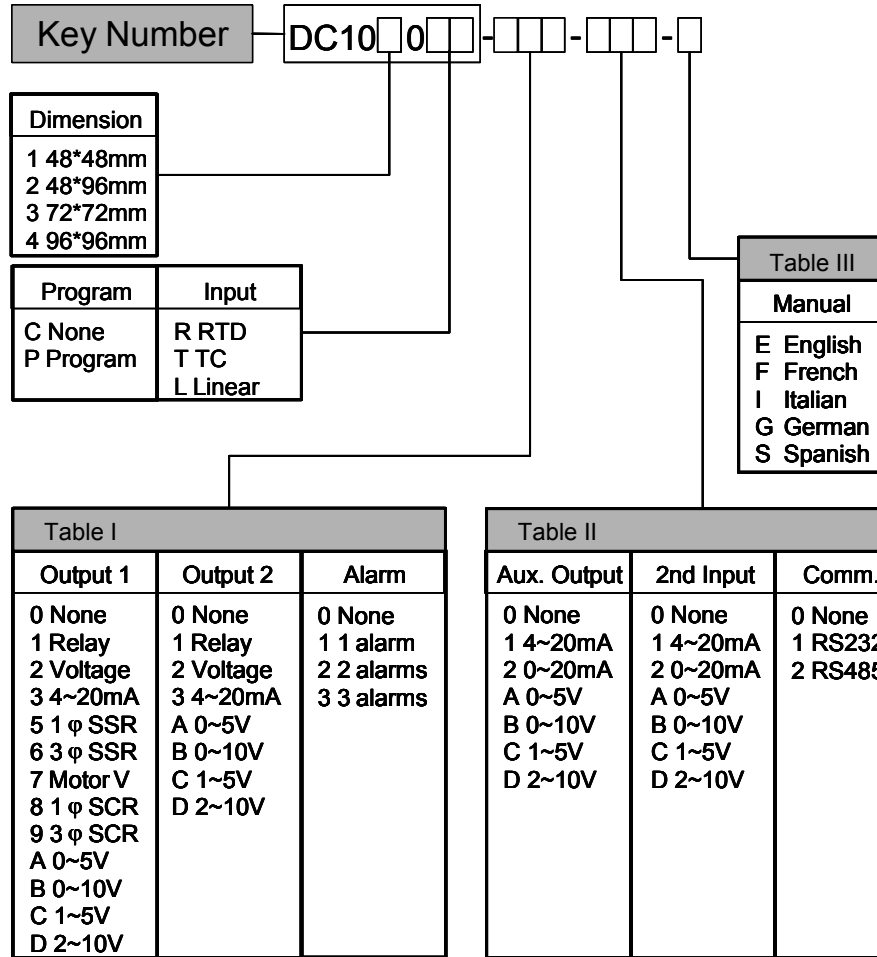 Key Number DC10□0□□-□□□-□□□-□
Dimension
1 48*48mm
2 48*96mm
3 72*72mm
4 96*96mm
Program Input
C None R RTD
P Program T TC
L Linear
Table III
Manual
E English
F French
I Italian
G German
S Spanish
Table I
Output 1 Output 2 Alarm
0 None 0 None 0 None
1 Relay 1 Relay 1 1 alarm
2 Voltage 2 Voltage 2 2 alarms
3 4~20mA 3 4~20mA 3 3 alarms
5 1 φ SSR A 0~5V
6 3 φ SSR B 0~10V
7 Motor V C 1~5V
8 1 φ SCR D 2~10V
9 3 φ SCR
A 0~5V
B 0~10V
C 1~5V
D 2~10V
Table II
Aux. Output 2nd Input Comm.
0 None 0 None 0 None
1 4~20mA 1 4~20mA 1 RS232
2 0~20mA 2 0~20mA 2 RS485
A 0~5V A 0~5V
B 0~10V B 0~10V
C 1~5V C 1~5V
D 2~10V D 2~10V